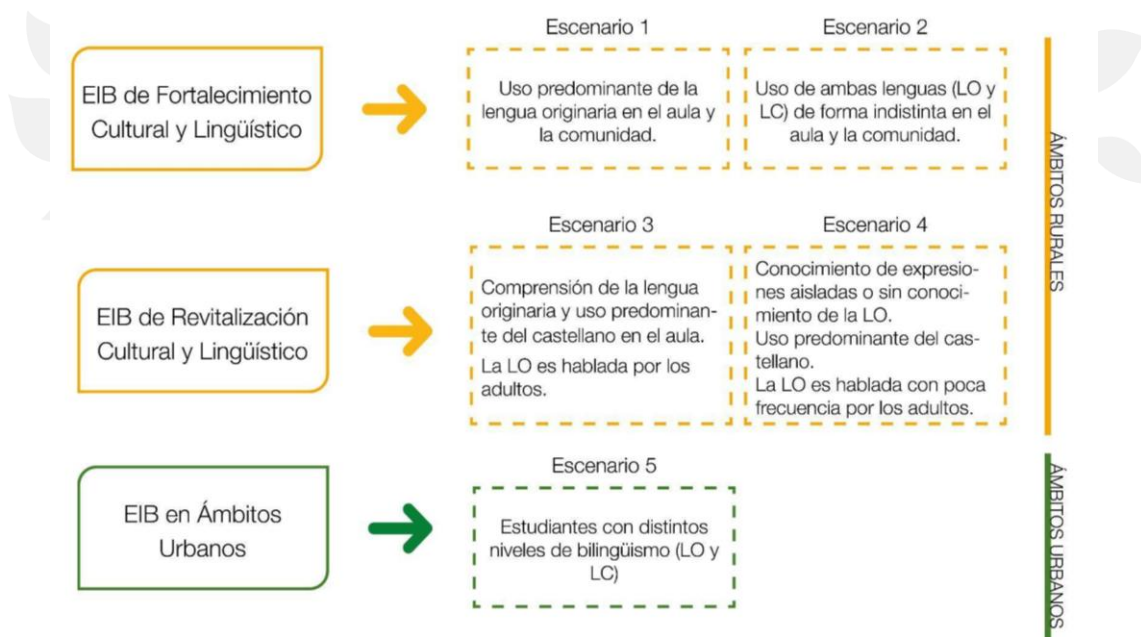 EIB de Fortalecimiento
Cultural y Lingüístico
Escenario 1
Uso predominante de la
lengua originaria en el aula y
la comunidad.
Escenario 2
Uso de ambas lenguas (LO y
LC) de forma indistinta en el
aula y la comunidad.
EIB de Revitalización
Cultural y Lingüístico
Escenario 3
Comprensión de la lengua
originaria y uso predominan-
te del castellano en el aula.
La LO es hablada por los
adultos.
Escenario 4
Conocimiento de expresio-
nes aisladas o sin conoci-
miento de la LO.
Uso predominante del cas-
tellano.
La LO es hablada con poca
frecuencia por los adultos.
ÁMBITOS RURALES
EIB en Ámbitos
Urbanos
Escenario 5
Estudiantes con distintos
niveles de bilingüismo (LO y
LC)
ÁMBITOS URBANOS